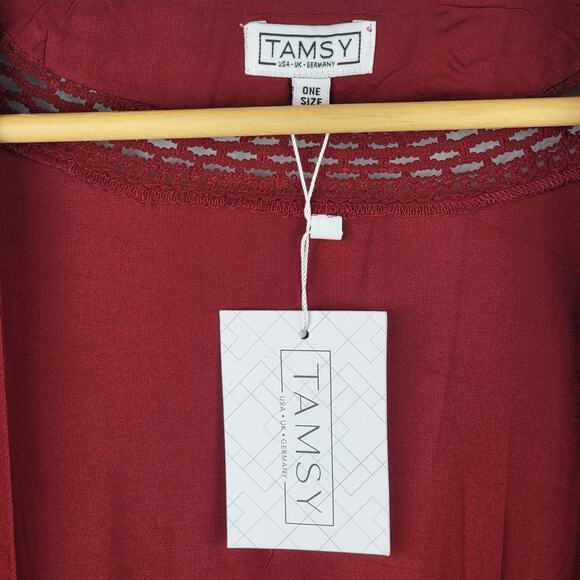 TAMSY
USA • UK • GERMANY
ONE
SIZE
TAMSY
USA • UK • GERMANY